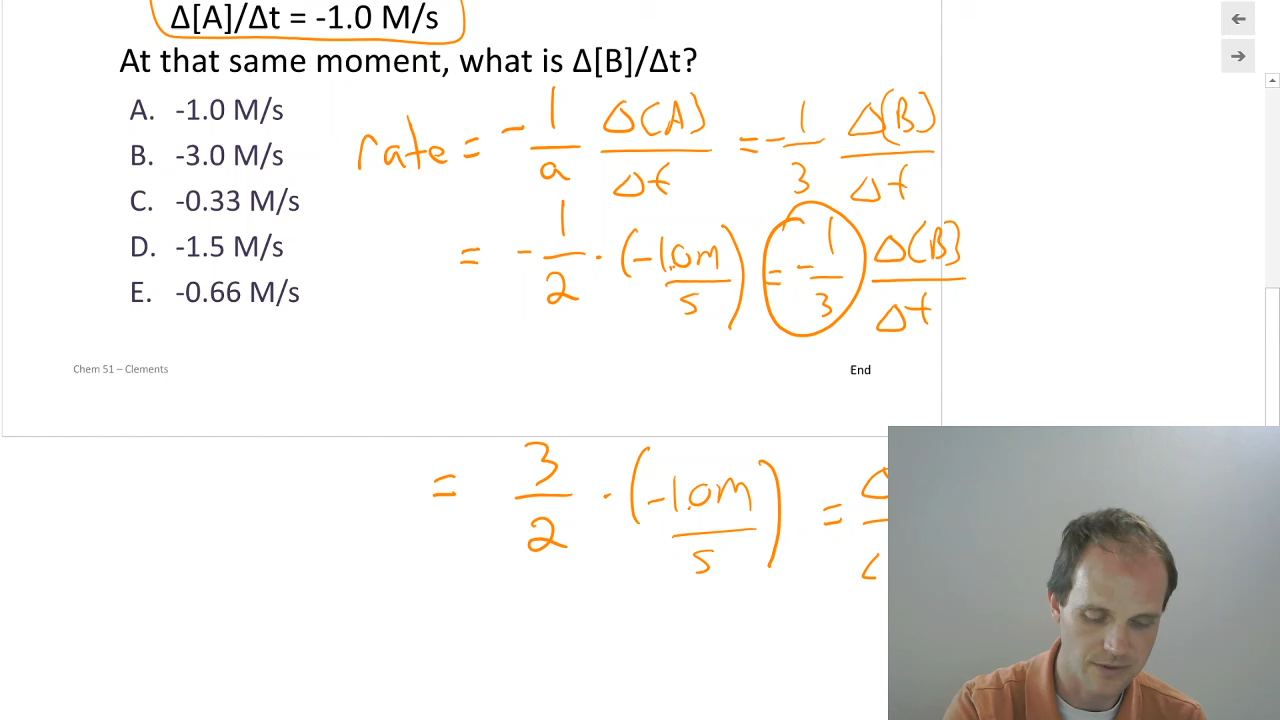 Δ[A]/Δt = -1.0 M/s
At that same moment, what is Δ[B]/Δt?
A. -1.0 M/s
B. -3.0 M/s
C. -0.33 M/s
D. -1.5 M/s
E. -0.66 M/s
rate = - 1/a Δ[A]/Δt = - 1/3 Δ[B]/Δt
= - 1/2 · (-1.0 M/s) = - 1/3 Δ[B]/Δt
Chem 51 – Clements
End
= 3/2 · (-1.0 M/s) =